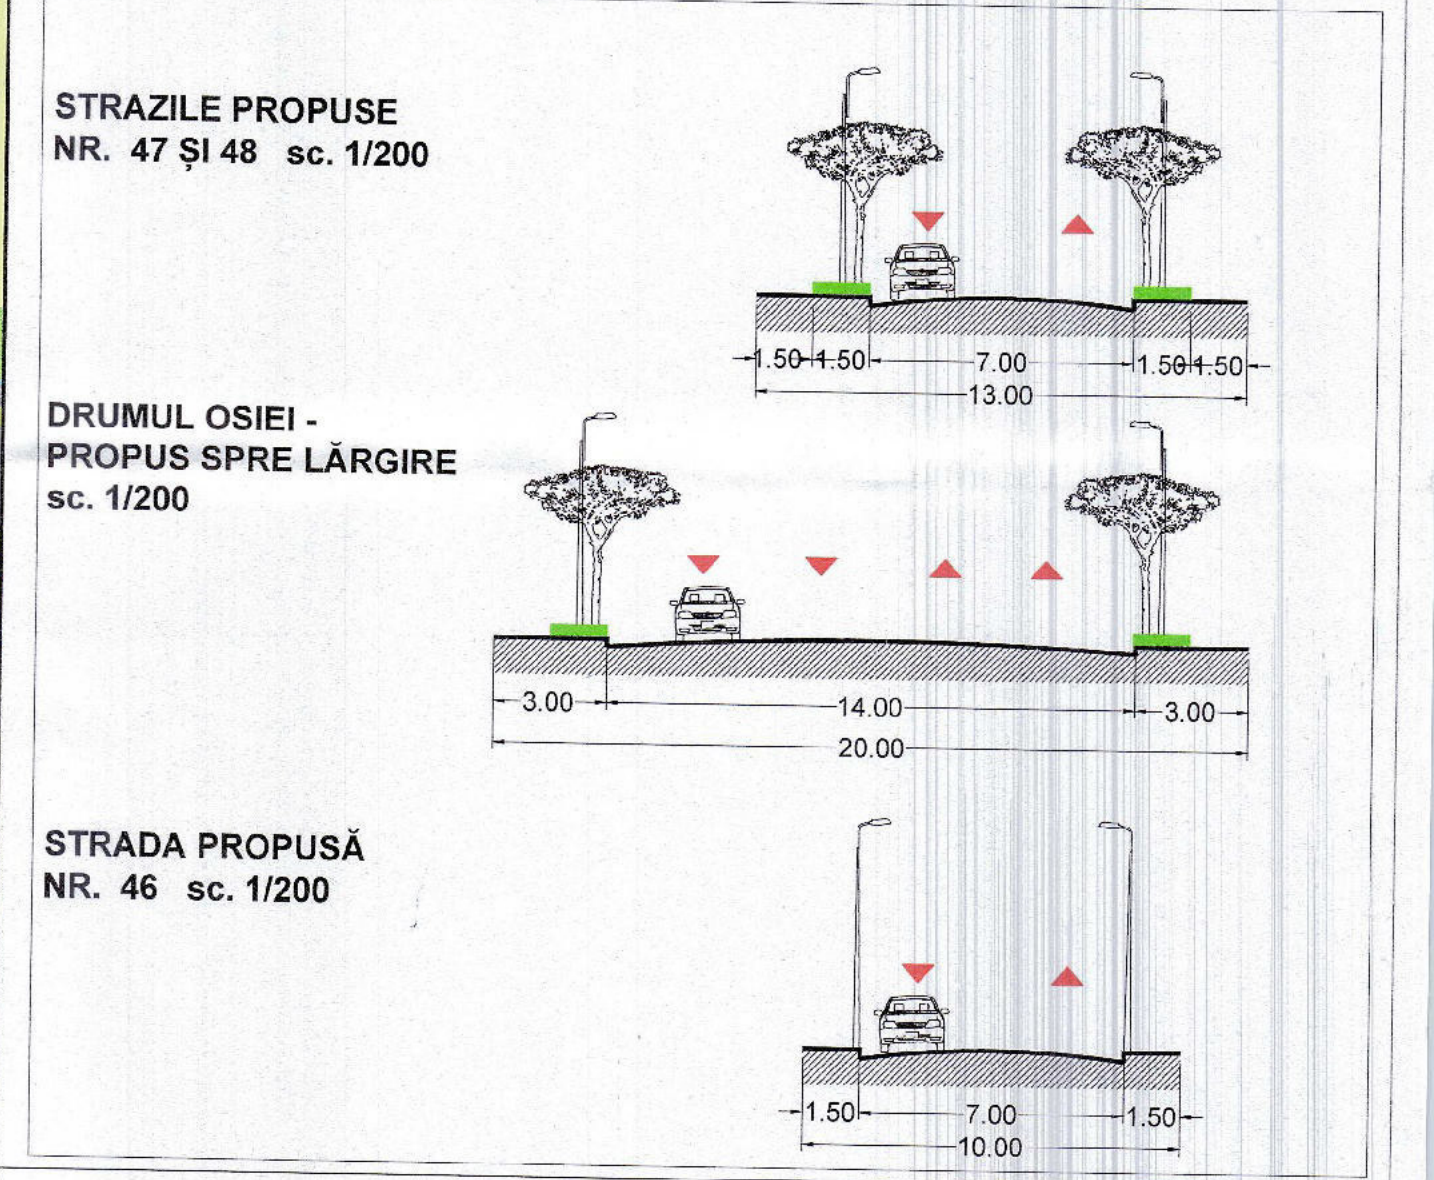 STRAZILE PROPUSE
NR. 47 ȘI 48 sc. 1/200
1.50 1.50 7.00 1.50 1.50
13.00
DRUMUL OSIEI -
PROPUS SPRE LĂRGIRE
sc. 1/200
3.00 14.00 3.00
20.00
STRADA PROPUSĂ
NR. 46 sc. 1/200
1.50 7.00 1.50
10.00